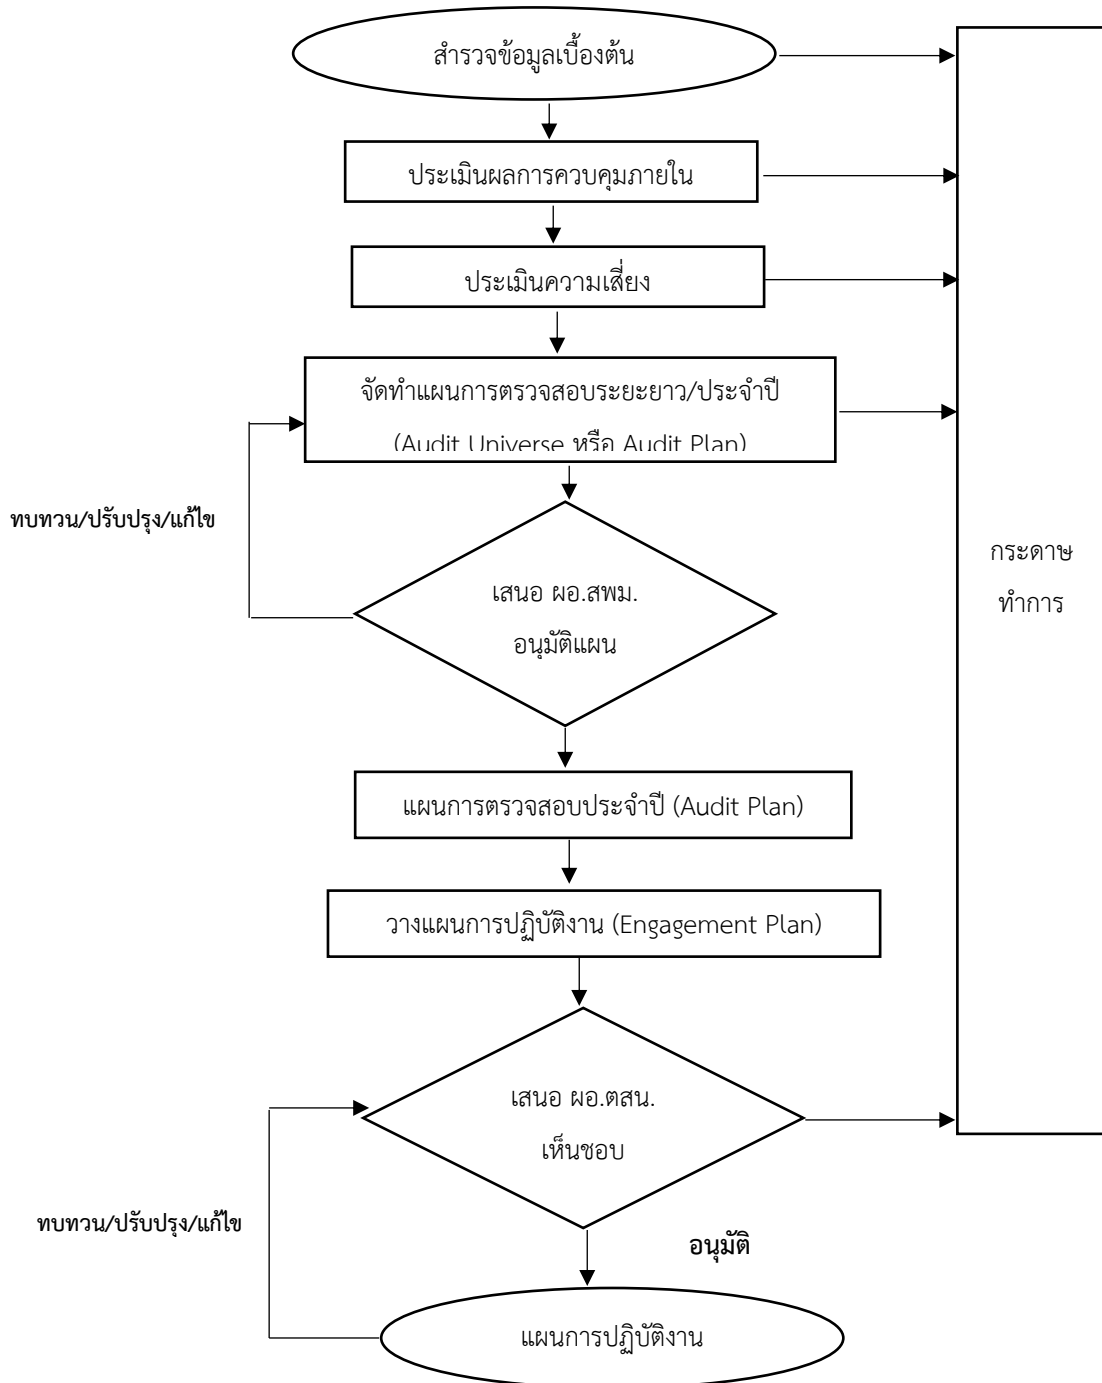 สำรวจข้อมูลเบื้องต้น
ประเมินผลการควบคุมภายใน
ประเมินความเสี่ยง
จัดทำแผนการตรวจสอบระยะยาว/ประจำปี
(Audit Universe หรือ Audit Plan)
ทบทวน/ปรับปรุง/แก้ไข
เสนอ ผอ.สพม.
อนุมัติแผน
กระดาษ
ทำการ
แผนการตรวจสอบประจำปี (Audit Plan)
วางแผนการปฏิบัติงาน (Engagement Plan)
เสนอ ผอ.ตสน.
เห็นชอบ
ทบทวน/ปรับปรุง/แก้ไข
อนุมัติ
แผนการปฏิบัติงาน